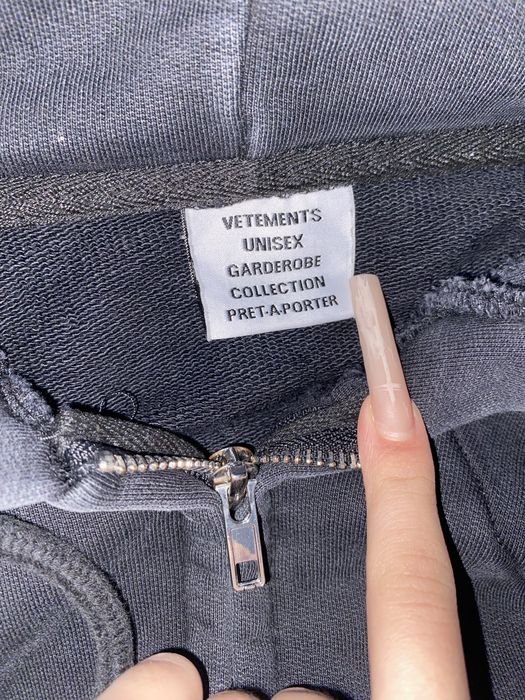 VETEMENTS
UNISEX
GARDEROBE
COLLECTION
PRET-A-PORTER